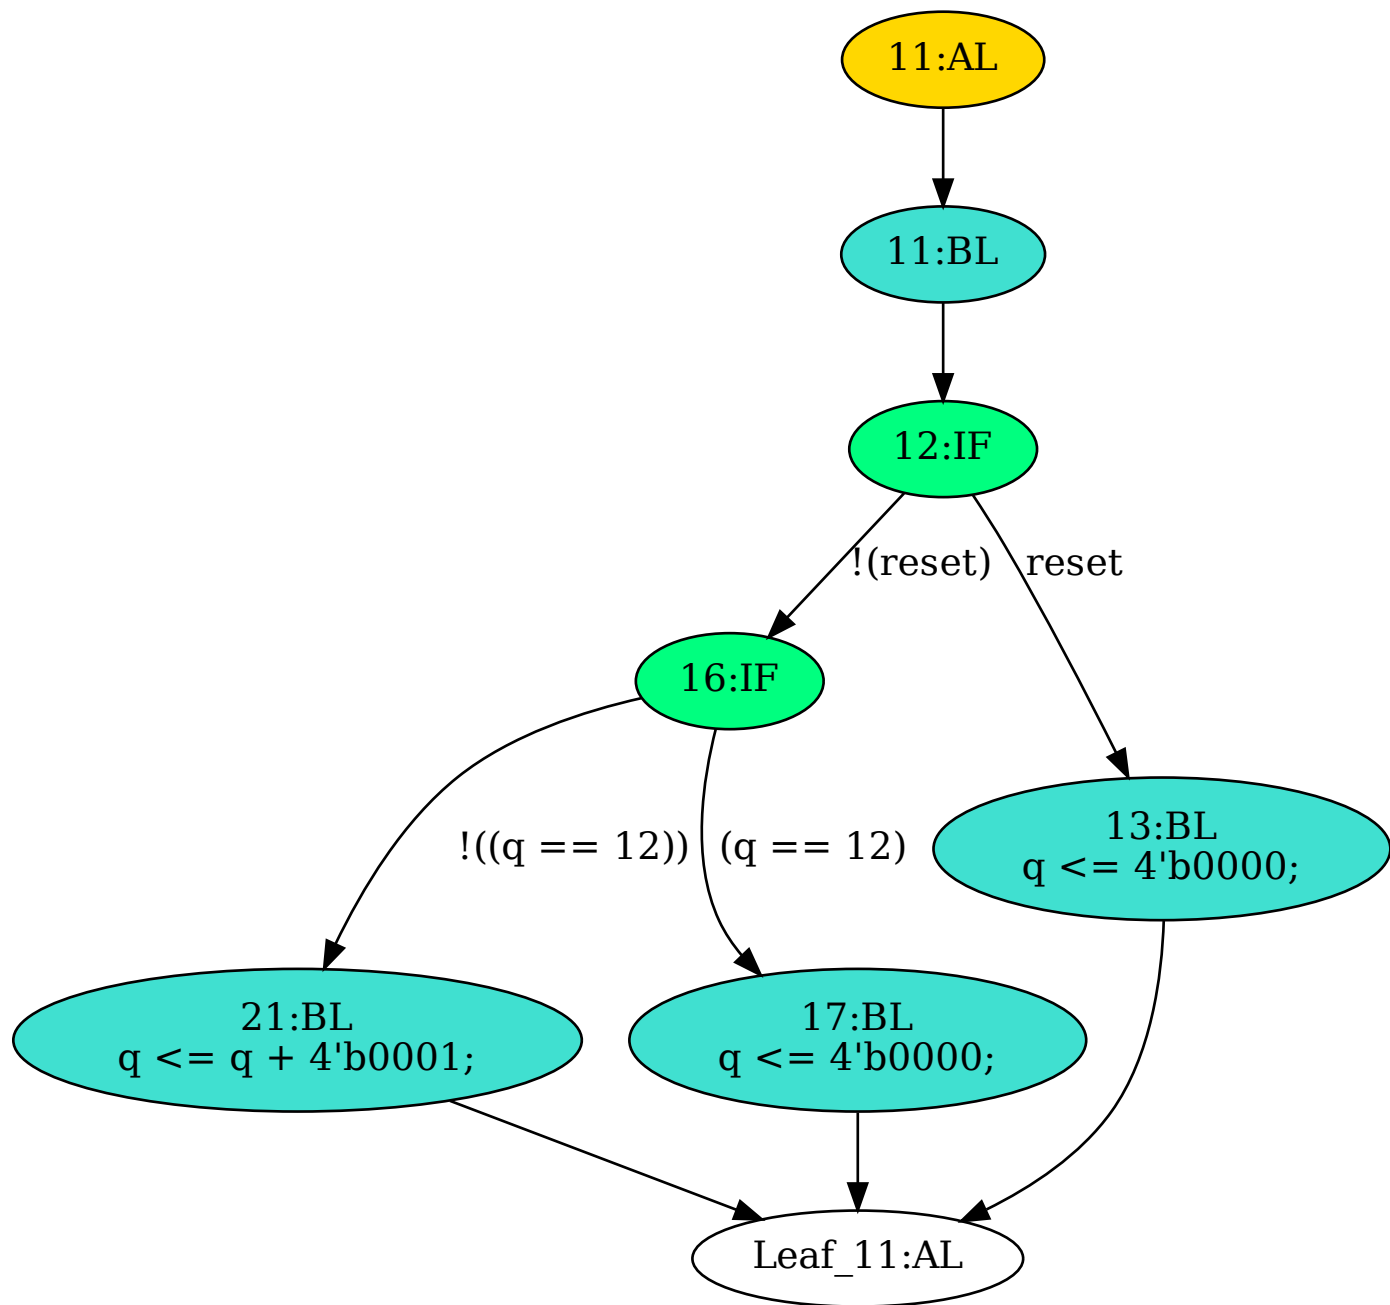 11:AL
11:BL
12:IF
!(reset)
reset
16:IF
!((q == 12))
(q == 12)
13:BL
q <= 4'b0000;
21:BL
q <= q + 4'b0001;
17:BL
q <= 4'b0000;
Leaf_11:AL